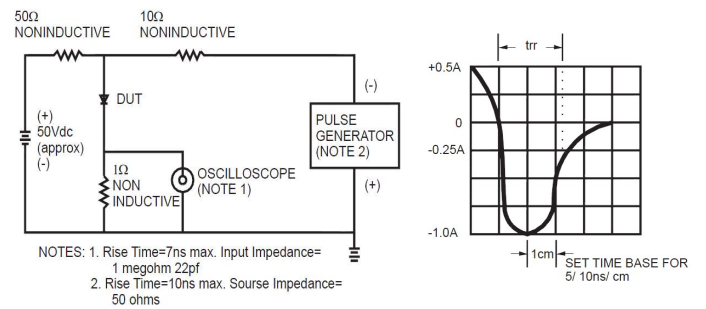 50Ω
NONINDUCTIVE
10Ω
NONINDUCTIVE
DUT
(+)
50Vdc
(approx)
(-)
1Ω
NON
INDUCTIVE
OSCILLOSCOPE
(NOTE 1)
(-)
PULSE
GENERATOR
(NOTE 2)
(+)
NOTES: 1. Rise Time=7ns max. Input Impedance=
1 megohm 22pf
2. Rise Time=10ns max. Sourse Impedance=
50 ohms
trr
+0.5A
0
-0.25A
-1.0A
1cm
SET TIME BASE FOR
5/ 10ns/ cm